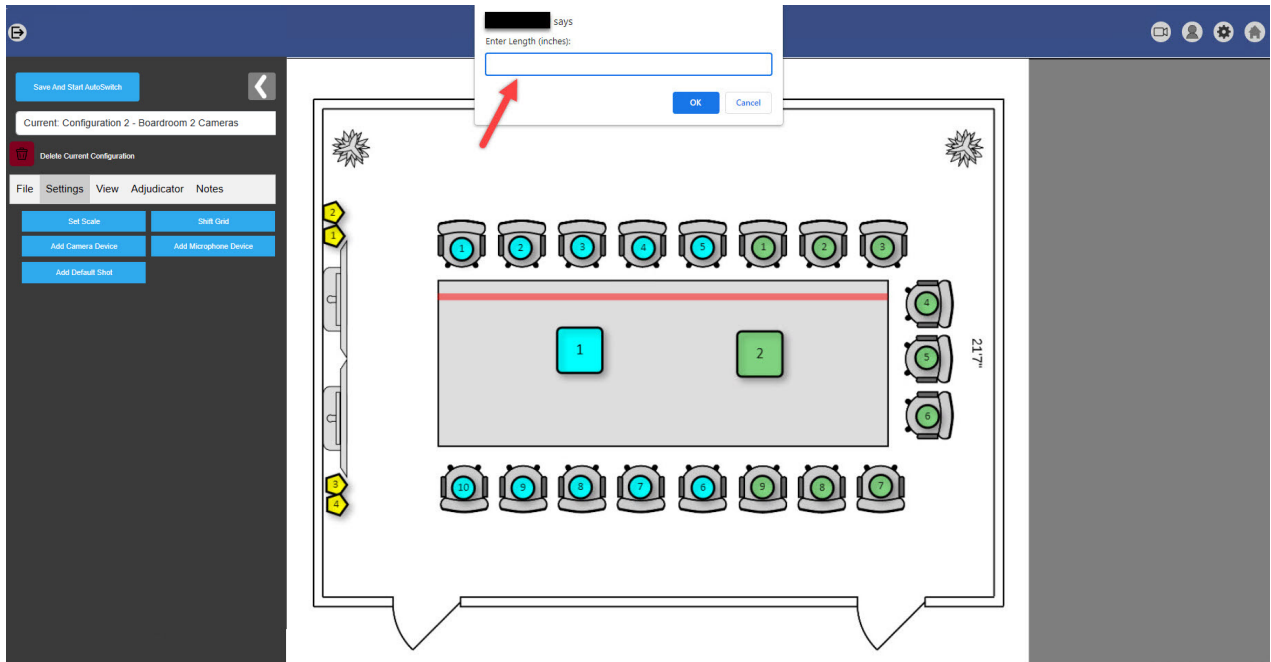 says
Enter Length (inches):
OK Cancel
Save And Start AutoSwitch
Current: Configuration 2 - Boardroom 2 Cameras
Delete Current Configuration
File Settings View Adjudicator Notes
Set Scale Shift Grid
Add Camera Device Add Microphone Device
Add Default Shot
2
1
1 2 3 4 5 1 2 3
4
1 2
5
21'7"
6
3
4
10 9 8 7 6 9 8 7